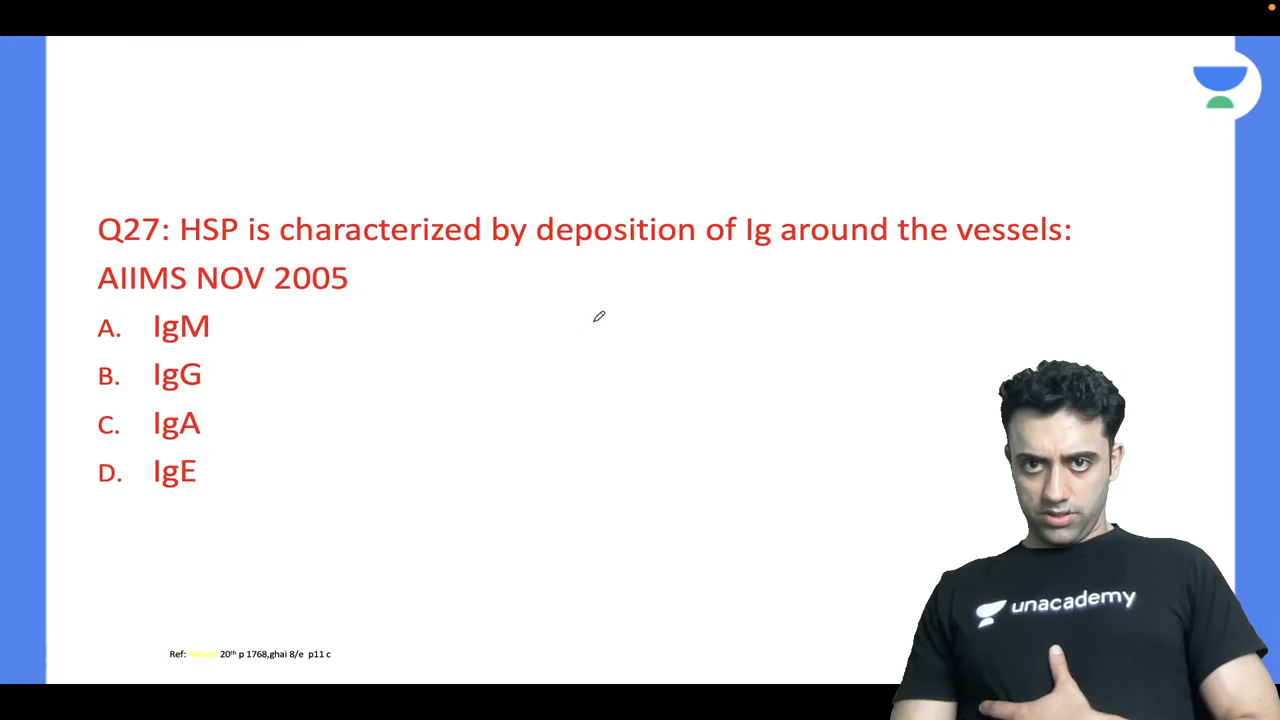 Q27: HSP is characterized by deposition of Ig around the vessels:
AIIMS NOV 2005
A. IgM
B. IgG
C. IgA
D. IgE
unacademy
Ref: Nelson 20th p 1768,ghai 8/e p11 c